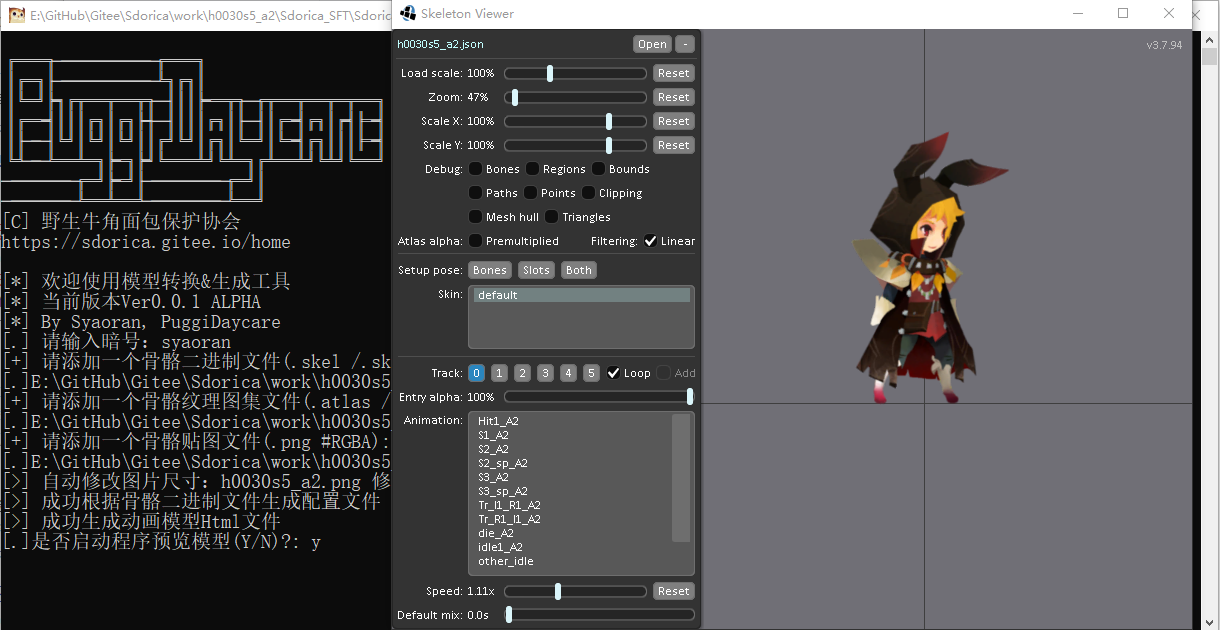 E:\GitHub\Gitee\Sdorica\work\h0030s5_a2\Sdorica_SFT\Sdoric
[C] 野生牛角面包保护协会
https://sdorica.gitee.io/home
[*] 欢迎使用模型转换&生成工具
[*] 当前版本Ver0.0.1 ALPHA
[*] By Syaoran, PuggiDaycare
[.] 请输入暗号: syaoran
[+] 请添加一个骨骼二进制文件(.skel /.sk
[.]E:\GitHub\Gitee\Sdorica\work\h0030s5
[+] 请添加一个骨骼纹理图集文件(.atlas /
[.]E:\GitHub\Gitee\Sdorica\work\h0030s5
[+] 请添加一个骨骼贴图文件(.png #RGBA):
[.]E:\GitHub\Gitee\Sdorica\work\h0030s5
[>] 自动修改图片尺寸: h0030s5_a2.png 修
[>] 成功根据骨骼二进制文件生成配置文件
[>] 成功生成动画模型Html文件
[.]是否启动程序预览模型(Y/N)?: y
Skeleton Viewer
h0030s5_a2.json Open -
Load scale: 100% Reset
Zoom: 47% Reset
Scale X: 100% Reset
Scale Y: 100% Reset
Debug: Bones Regions Bounds
Paths Points Clipping
Mesh hull Triangles
Atlas alpha: Premultiplied Filtering: Linear
Setup pose: Bones Slots Both
Skin: default
Track: 0 1 2 3 4 5 Loop Add
Entry alpha: 100%
Animation: Hit1_A2
S1_A2
S2_A2
S2_sp_A2
S3_A2
S3_sp_A2
Tr_I1_R1_A2
Tr_R1_I1_A2
die_A2
idle1_A2
other_idle
Speed: 1.11x Reset
Default mix: 0.0s
v3.7.94